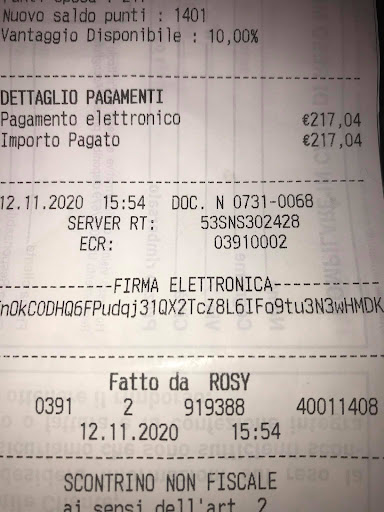 Nuovo saldo punti : 1401
Vantaggio Disponibile : 10,00%
DETTAGLIO PAGAMENTI
Pagamento elettronico €217,04
Importo Pagato €217,04
12.11.2020 15:54 DOC. N 0731-0068
SERVER RT: 53SNS302428
ECR: 03910002
FIRMA ELETTRONICA
nOkCODHQ6FPudqj31QX2TcZ8L6IFo9tu3N3wHMDK
Fatto da ROSY
0391 2 919388 40011408
12.11.2020 15:54
SCONTRINO NON FISCALE
ai sensi dell'art. 2